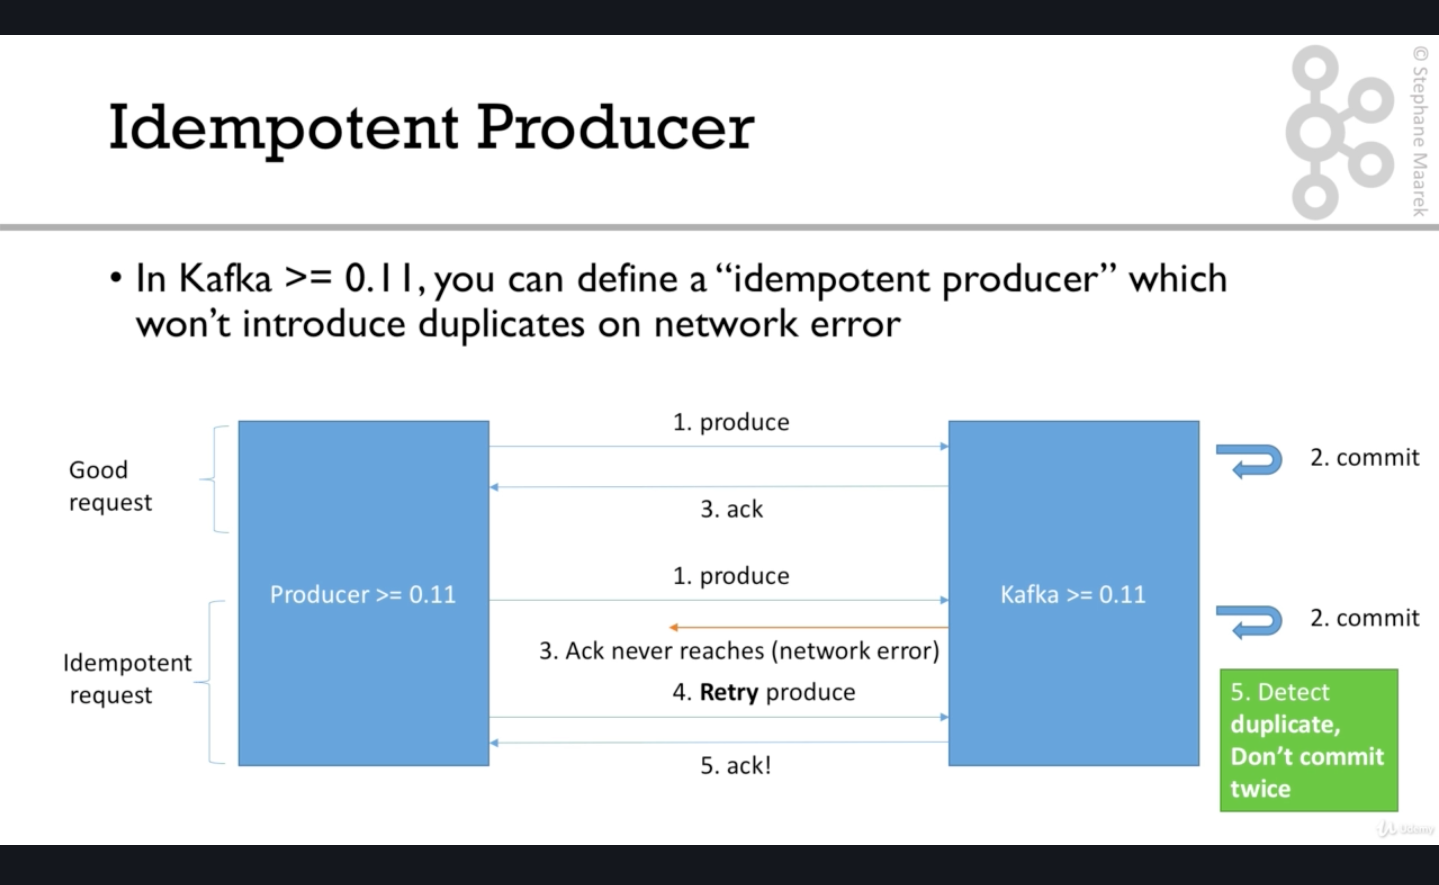 Idempotent Producer
© Stephane Maarek
• In Kafka >= 0.11, you can define a “idempotent producer” which
won’t introduce duplicates on network error
Good
request
Idempotent
request
Producer >= 0.11
1. produce
3. ack
1. produce
3. Ack never reaches (network error)
4. Retry produce
5. ack!
Kafka >= 0.11
2. commit
2. commit
5. Detect
duplicate,
Don’t commit
twice
Udemy